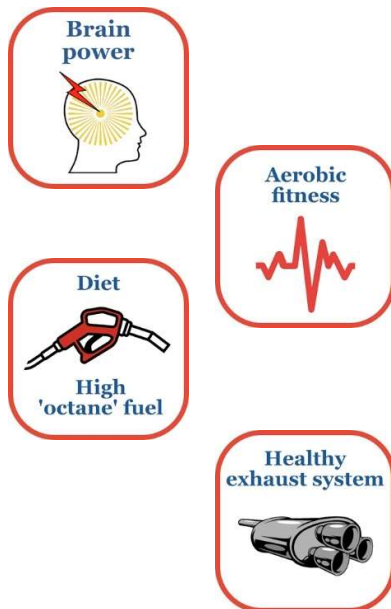 Brain
power
Aerobic
fitness
Diet
High
'octane' fuel
Healthy
exhaust system